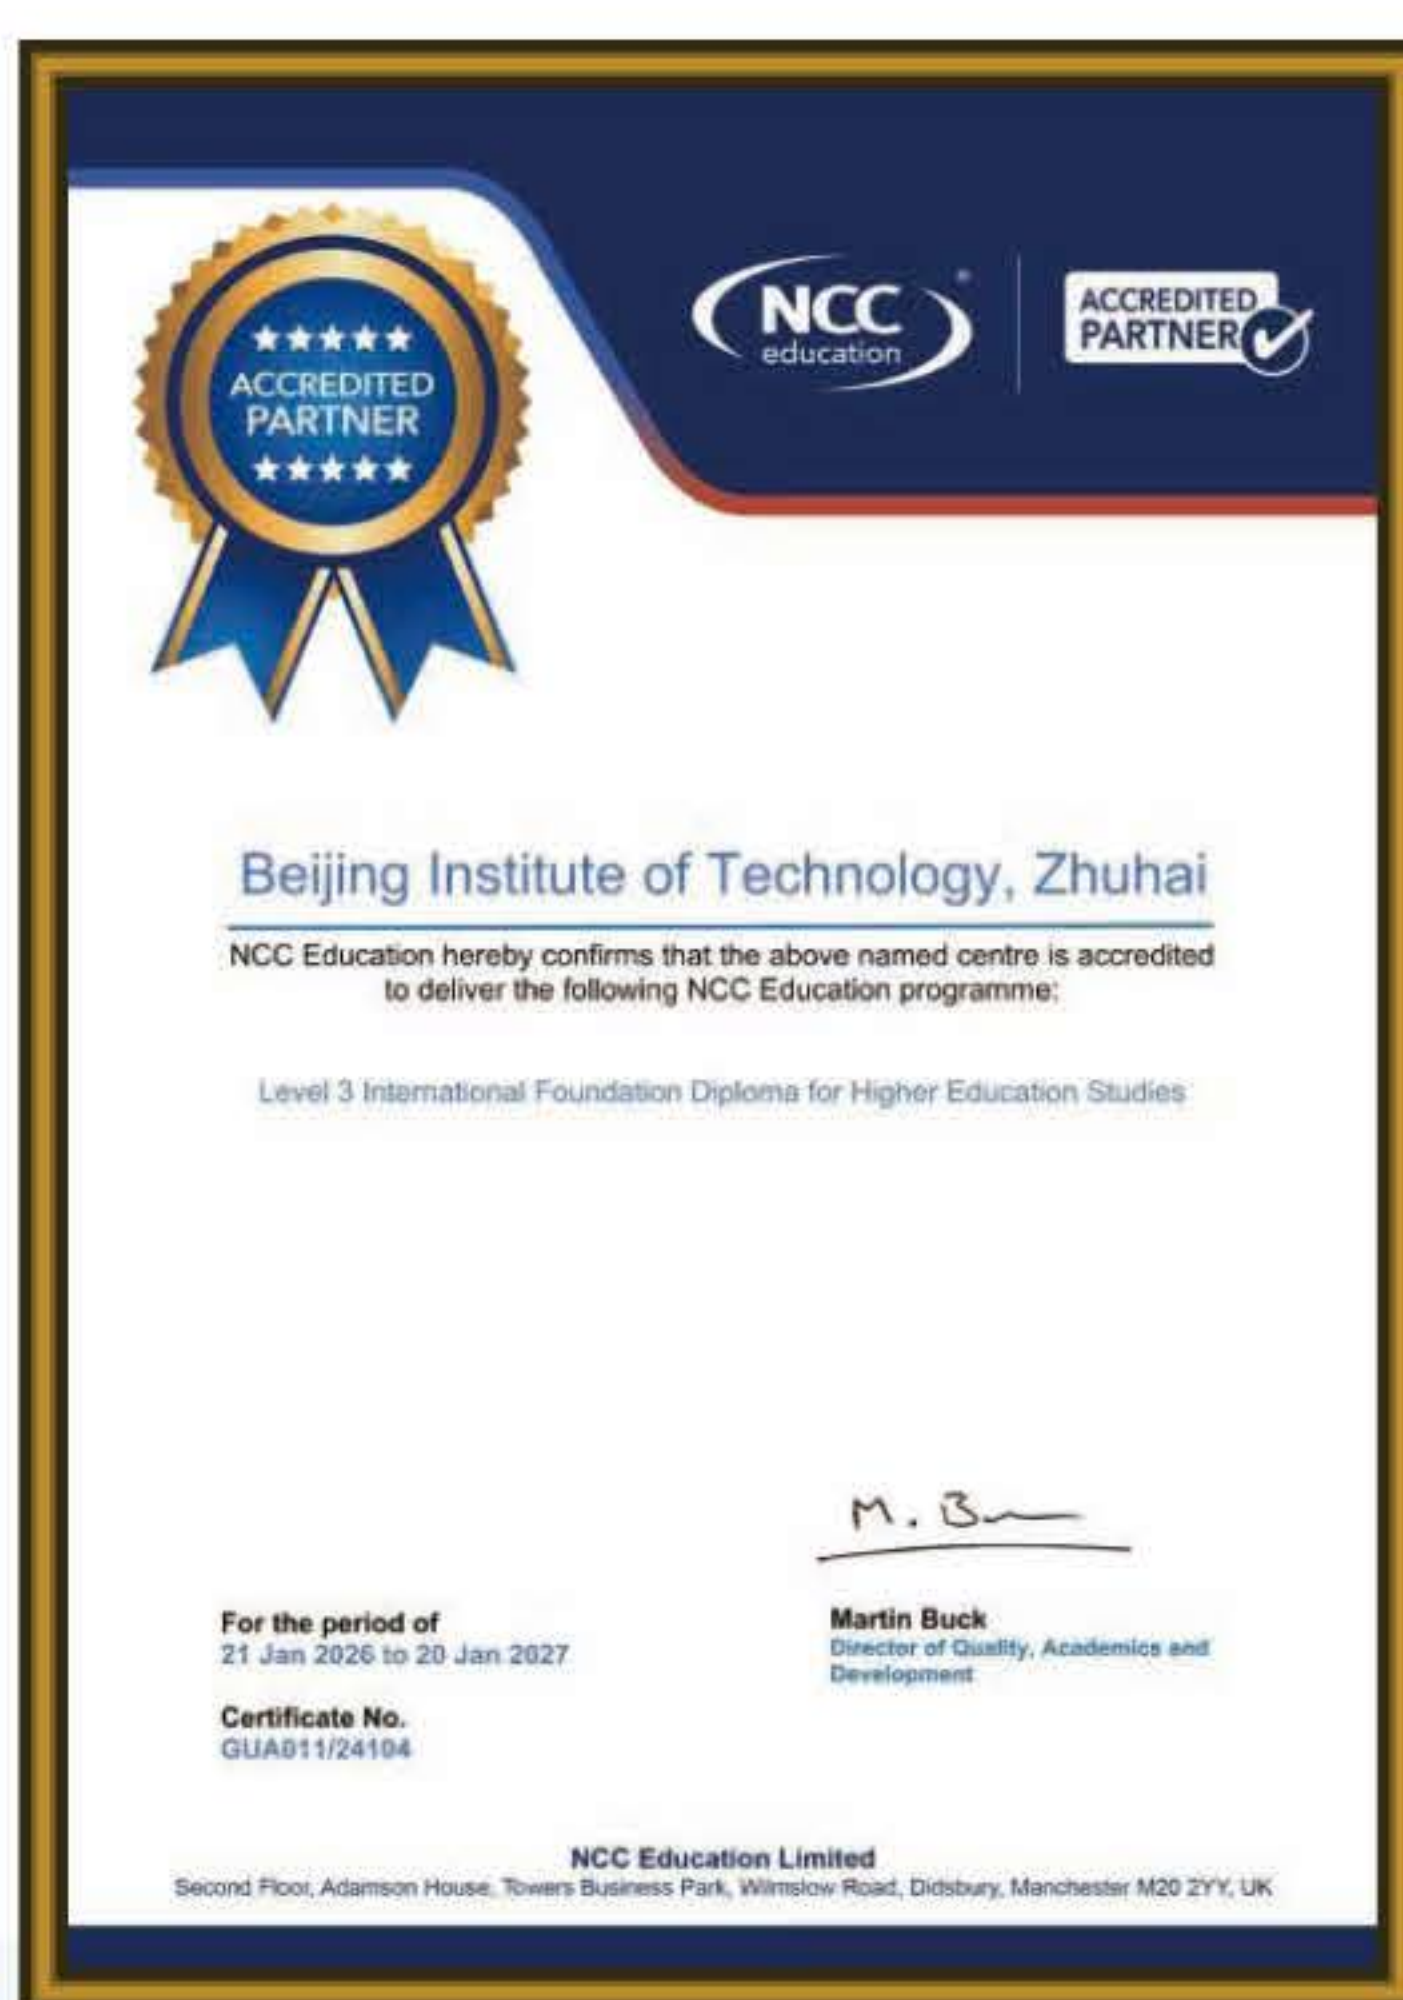 ★★★★★
ACCREDITED
PARTNER
★★★★★
NCC
education
®
ACCREDITED
PARTNER
Beijing Institute of Technology, Zhuhai
NCC Education hereby confirms that the above named centre is accredited
to deliver the following NCC Education programme:
Level 3 International Foundation Diploma for Higher Education Studies
M. B
For the period of
21 Jan 2026 to 20 Jan 2027
Certificate No.
GUA011/24104
Martin Buck
Director of Quality, Academics and
Development
NCC Education Limited
Second Floor, Adamson House, Towers Business Park, Wilmslow Road, Didsbury, Manchester M20 2YY, UK